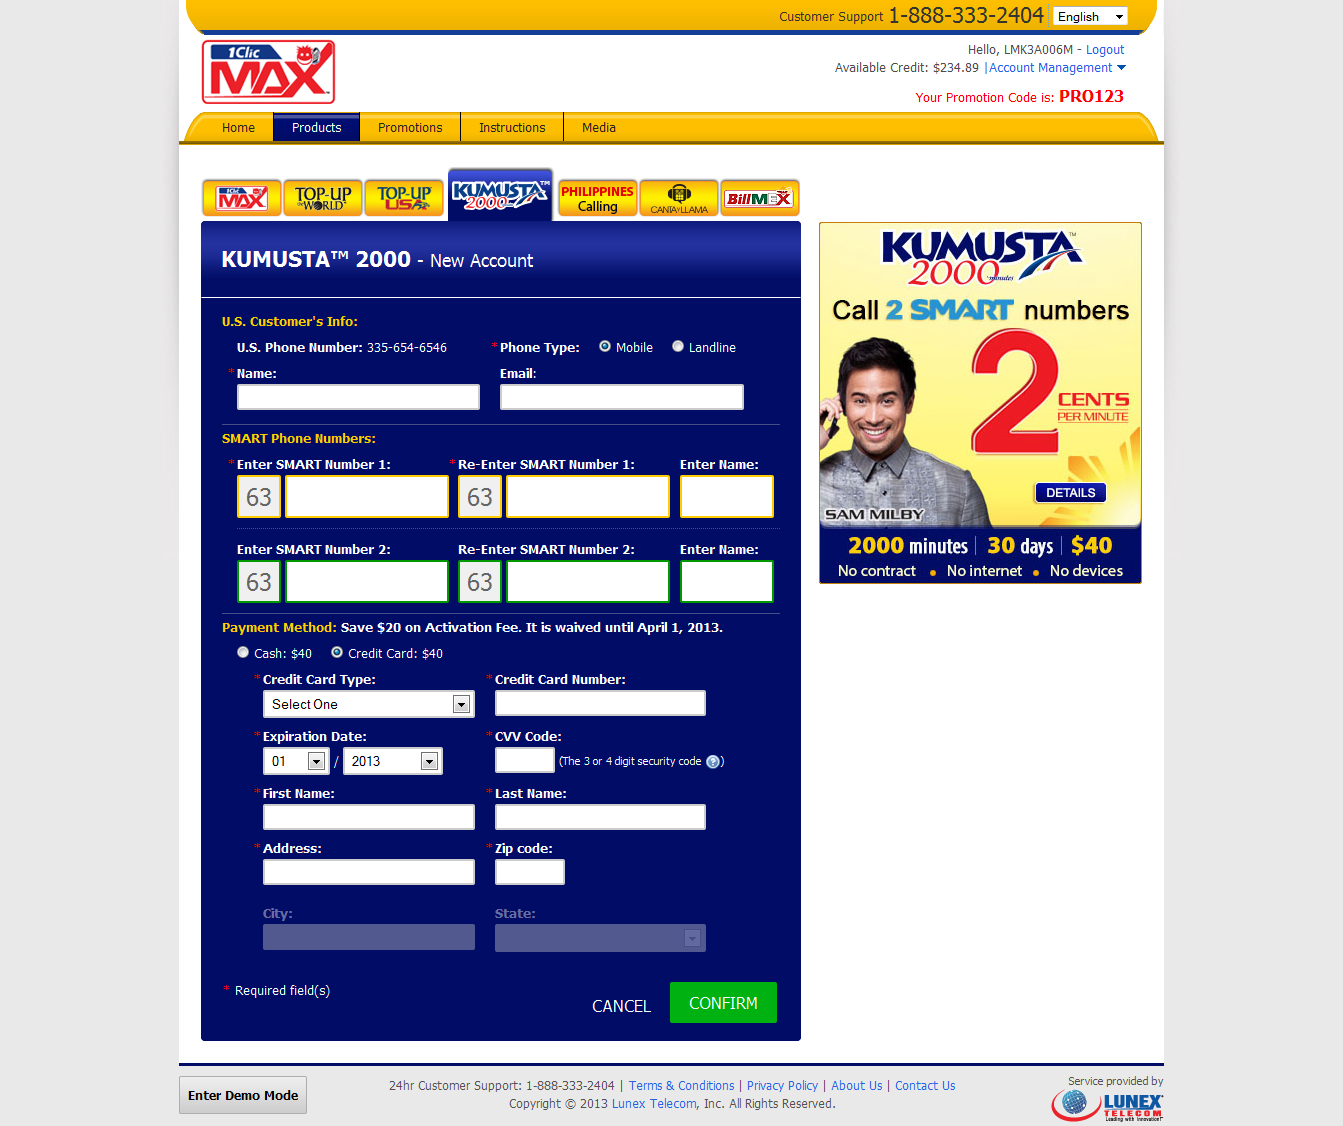 Customer Support 1-888-333-2404 English
1Clic
MAX
Hello, LMK3A006M - Logout
Available Credit: $234.89 |Account Management
Your Promotion Code is: PRO123
Home Products Promotions Instructions Media
1Clic MAX TOP-UP the WORLD TOP-UP USA KUMUSTA™ 2000 PHILIPPINES Calling CANTA Y LLAMA BillMEX
KUMUSTA™ 2000 - New Account
U.S. Customer's Info:
U.S. Phone Number: 335-654-6546 * Phone Type: Mobile Landline
* Name: Email:
SMART Phone Numbers:
* Enter SMART Number 1: * Re-Enter SMART Number 1: Enter Name:
63 63
Enter SMART Number 2: Re-Enter SMART Number 2: Enter Name:
63 63
Payment Method: Save $20 on Activation Fee. It is waived until April 1, 2013.
Cash: $40 Credit Card: $40
* Credit Card Type: * Credit Card Number:
Select One
* Expiration Date: * CVV Code:
01 / 2013 (The 3 or 4 digit security code ?)
* First Name: * Last Name:
* Address: * Zip code:
City: State:
* Required field(s)
CANCEL CONFIRM
KUMUSTA™
2000 minutes
Call 2 SMART numbers
2 CENTS
PER MINUTE
DETAILS
SAM MILBY
2000 minutes | 30 days | $40
No contract • No internet • No devices
Enter Demo Mode
24hr Customer Support: 1-888-333-2404 | Terms & Conditions | Privacy Policy | About Us | Contact Us
Copyright © 2013 Lunex Telecom, Inc. All Rights Reserved.
Service provided by
LUNEX
TELECOM
Leading with Innovation!™